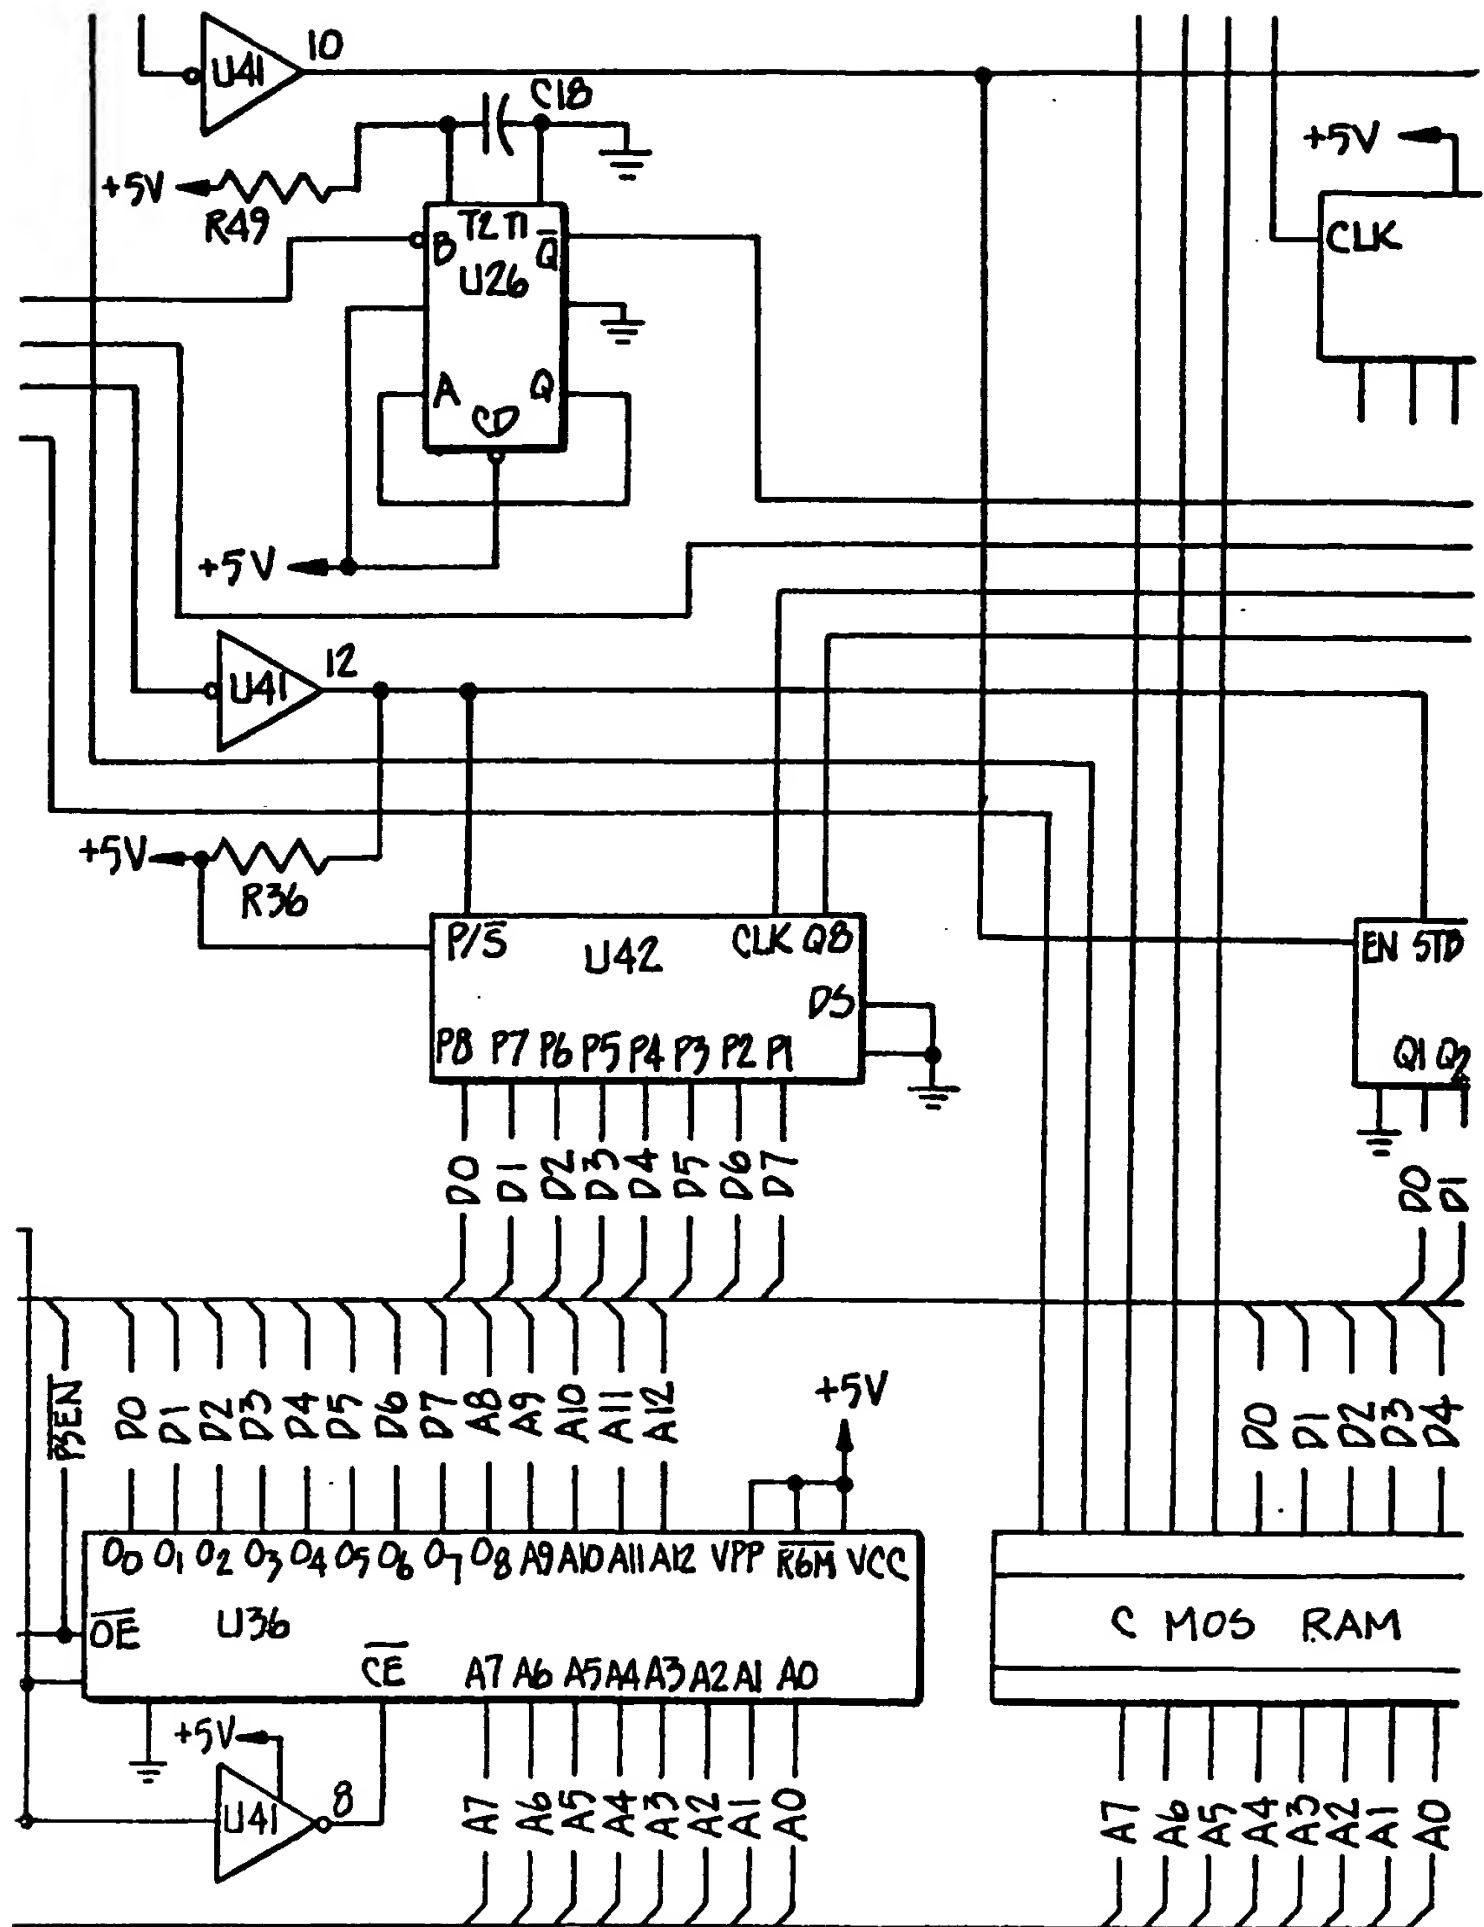 U41 10
C18
+5V
+5V
R49
T2 T1
B Q̅
CLK
U26
A Q
CD
+5V
U41 12
+5V
R36
P/S̅ U42 CLK Q8
EN STB
DS
P8 P7 P6 P5 P4 P3 P2 P1
Q1 Q2
D0 D1 D2 D3 D4 D5 D6 D7
D0 D1
+5V
P3EN D0 D1 D2 D3 D4 D5 D6 D7 A8 A9 A10 A11 A12
D0 D1 D2 D3 D4
O0 O1 O2 O3 O4 O5 O6 O7 O8 A9 A10 A11 A12 VPP R6M VCC
OE U36
C MOS RAM
CE A7 A6 A5 A4 A3 A2 A1 A0
+5V
U41 8
A7 A6 A5 A4 A3 A2 A1 A0
A7 A6 A5 A4 A3 A2 A1 A0